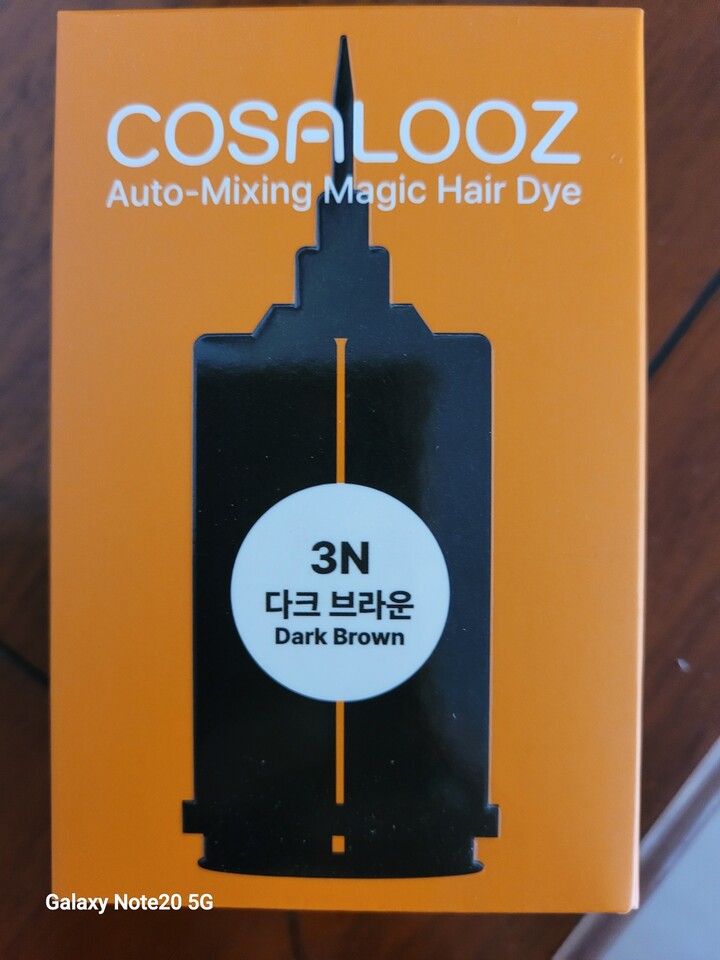 COSALOOZ
Auto-Mixing Magic Hair Dye
3N
다크 브라운
Dark Brown
Galaxy Note20 5G